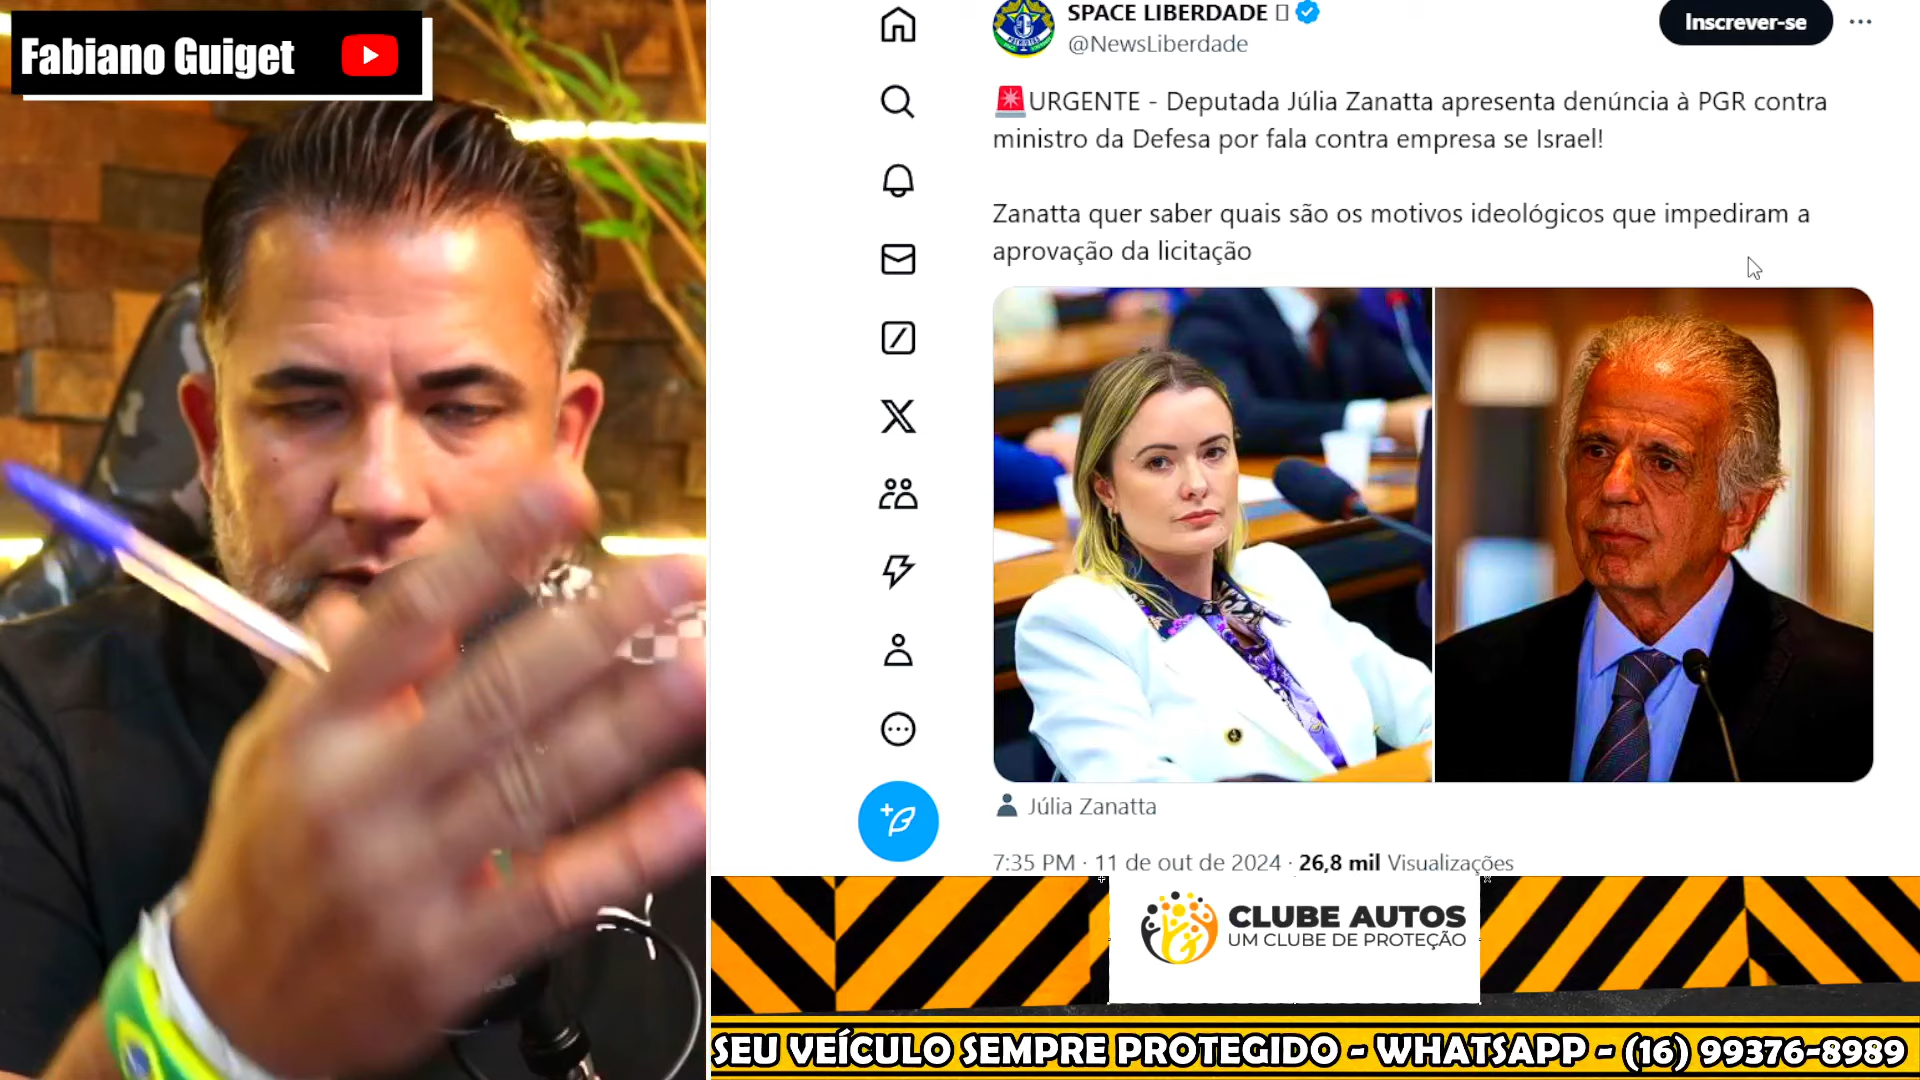 Fabiano Guiget
SPACE LIBERDADE
@NewsLiberdade
Inscrever-se
URGENTE - Deputada Júlia Zanatta apresenta denúncia à PGR contra
ministro da Defesa por fala contra empresa se Israel!
Zanatta quer saber quais são os motivos ideológicos que impediram a
aprovação da licitação
Júlia Zanatta
7:35 PM · 11 de out de 2024 · 26,8 mil Visualizações
CLUBE AUTOS
UM CLUBE DE PROTEÇÃO
SEU VEÍCULO SEMPRE PROTEGIDO - WHATSAPP - (16) 99376-8989